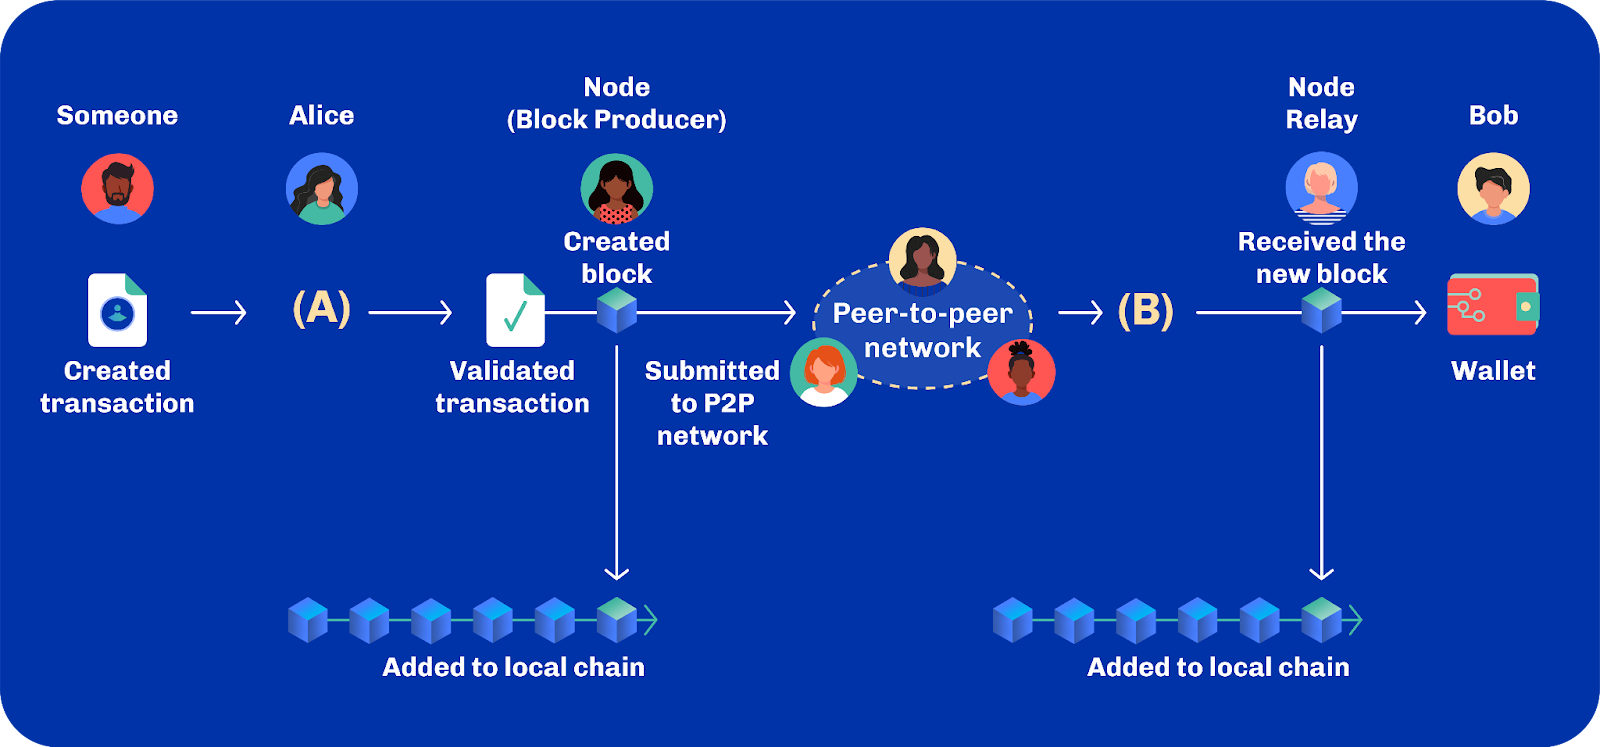 Someone
Alice
Node
(Block Producer)
Node
Relay
Bob
Created
block
Received the
new block
(A)
Peer-to-peer
network
(B)
Created
transaction
Validated
transaction
Submitted
to P2P
network
Wallet
Added to local chain
Added to local chain